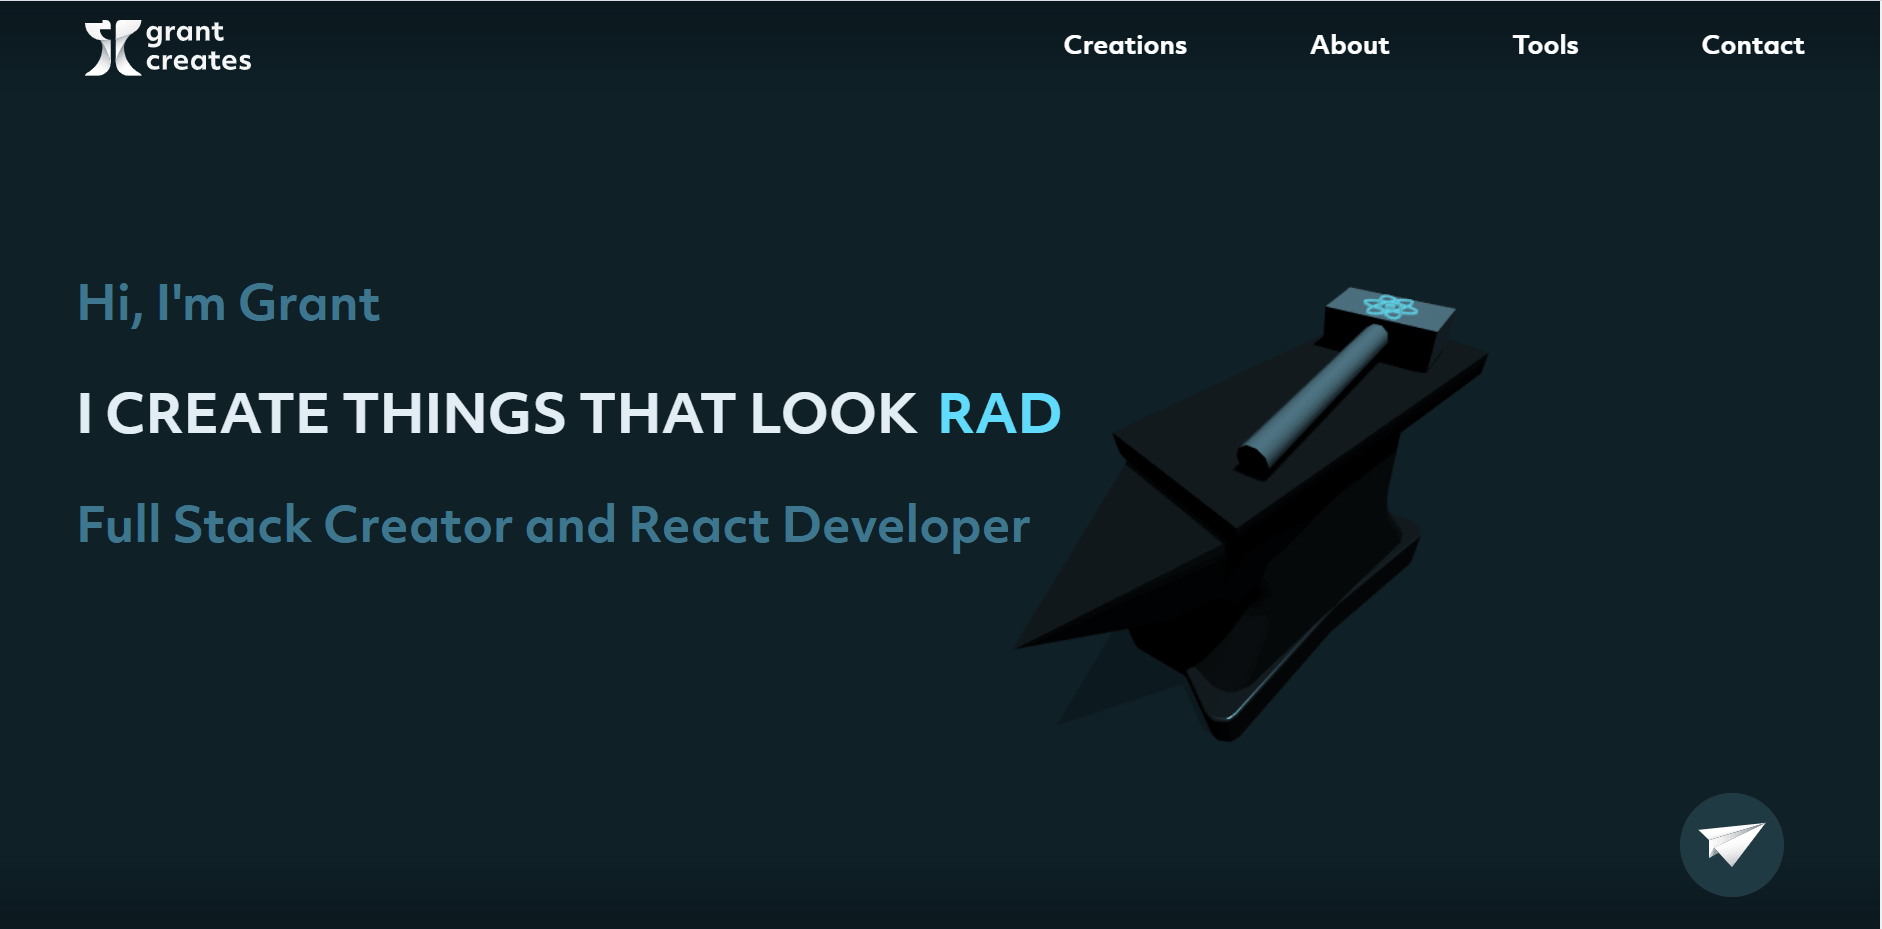 grant
creates
Creations
About
Tools
Contact
Hi, I'm Grant
I CREATE THINGS THAT LOOK RAD
Full Stack Creator and React Developer